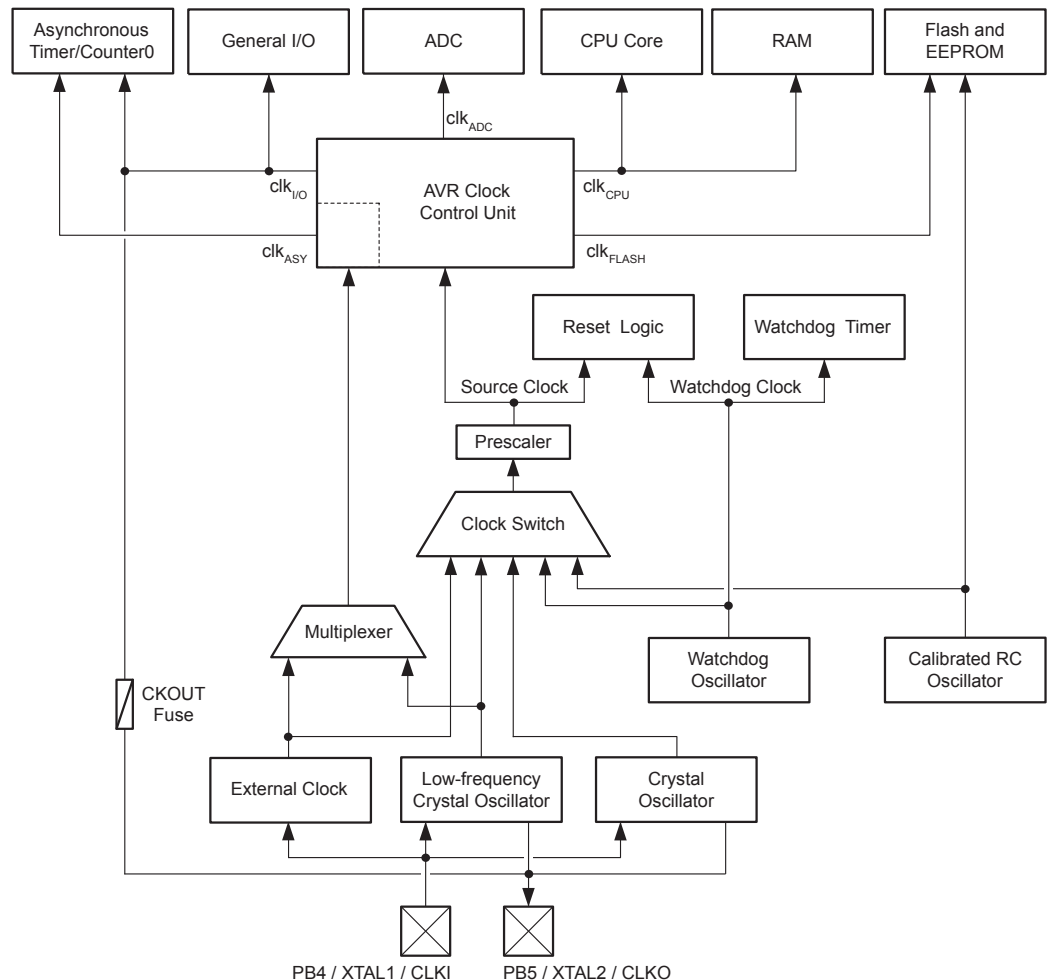 Asynchronous
Timer/Counter0
General I/O
ADC
CPU Core
RAM
Flash and
EEPROM
clkADC
AVR Clock
Control Unit
clkI/O
clkCPU
clkASY
clkFLASH
Reset Logic
Watchdog Timer
Source Clock
Watchdog Clock
Prescaler
Clock Switch
Multiplexer
Watchdog
Oscillator
Calibrated RC
Oscillator
CKOUT
Fuse
External Clock
Low-frequency
Crystal Oscillator
Crystal
Oscillator
PB4 / XTAL1 / CLKI
PB5 / XTAL2 / CLKO